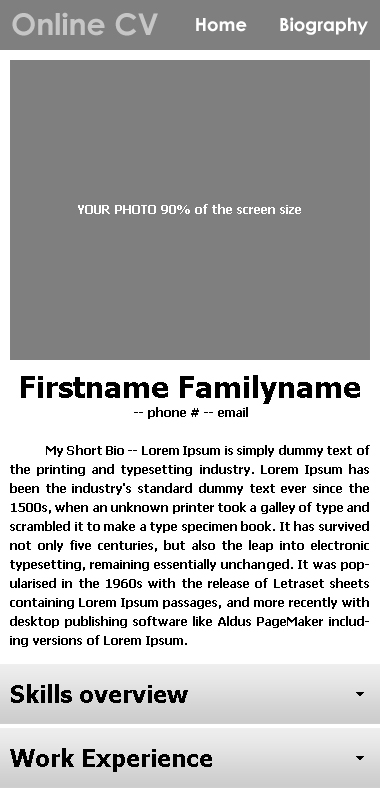 Online CV Home Biography
YOUR PHOTO 90% of the screen size
Firstname Familyname
-- phone # -- email
My Short Bio -- Lorem Ipsum is simply dummy text of
the printing and typesetting industry. Lorem Ipsum has
been the industry's standard dummy text ever since the
1500s, when an unknown printer took a galley of type and
scrambled it to make a type specimen book. It has survived
not only five centuries, but also the leap into electronic
typesetting, remaining essentially unchanged. It was pop-
ularised in the 1960s with the release of Letraset sheets
containing Lorem Ipsum passages, and more recently with
desktop publishing software like Aldus PageMaker includ-
ing versions of Lorem Ipsum.
Skills overview
Work Experience